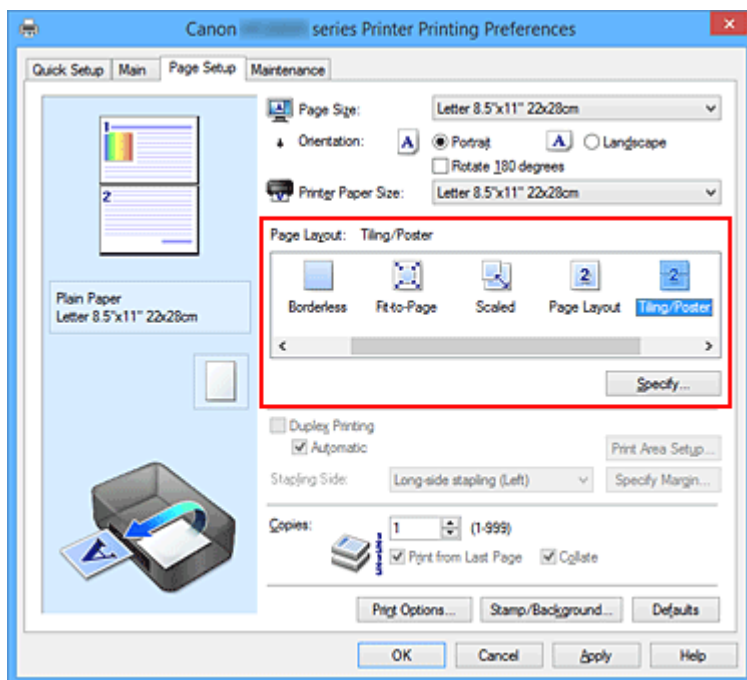 Canon series Printer Printing Preferences
Quick Setup Main Page Setup Maintenance
1
2
Plain Paper
Letter 8.5"x11" 22x28cm
Page Size: Letter 8.5"x11" 22x28cm
Orientation: A Portrait A Landscape
Rotate 180 degrees
Printer Paper Size: Letter 8.5"x11" 22x28cm
Page Layout: Tiling/Poster
2 2
Borderless Fit-to-Page Scaled Page Layout Tiling/Poster
Specify...
Duplex Printing
Automatic Print Area Setup...
Stapling Side: Long-side stapling (Left) Specify Margin...
Copies: 1 (1-999)
Print from Last Page Collate
A
Print Options... Stamp/Background... Defaults
OK Cancel Apply Help